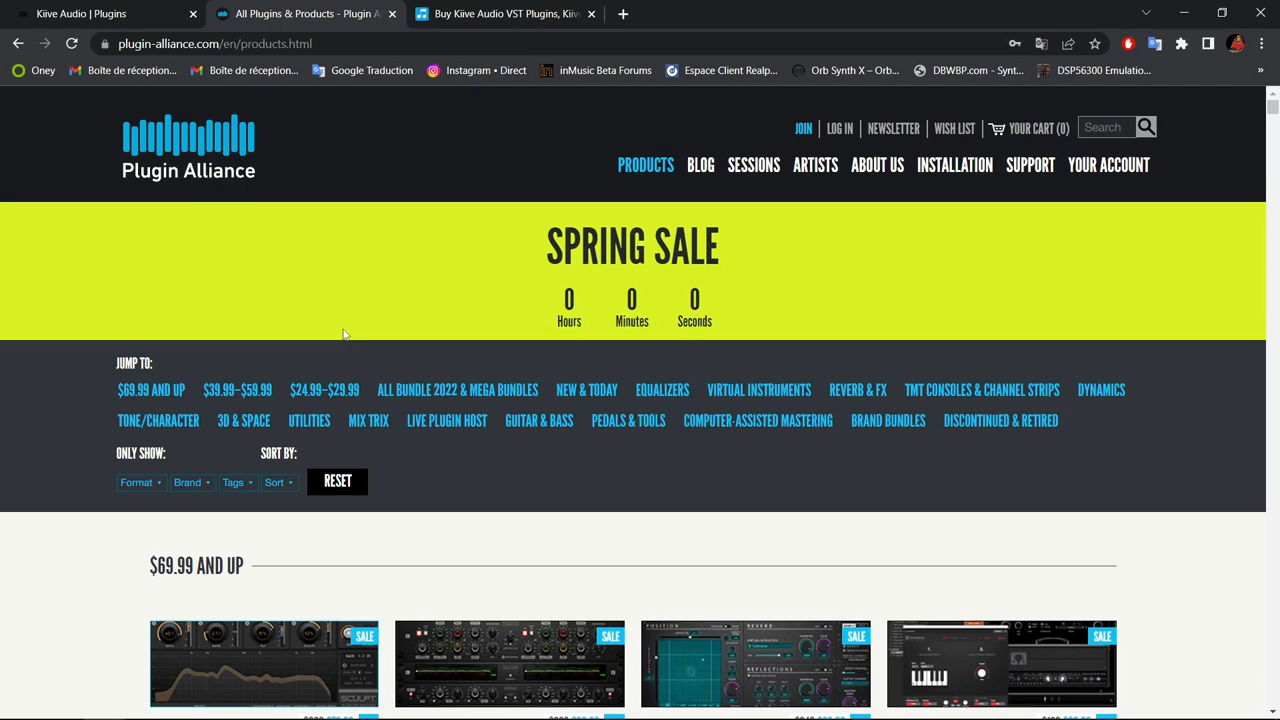 Kiive Audio | Plugins
All Plugins & Products - Plugin A
Buy Kiive Audio VST Plugins, Kiive
plugin-alliance.com/en/products.html
Oney
Boîte de réception...
Boîte de réception...
Google Traduction
Instagram • Direct
inMusic Beta Forums
Espace Client Realp...
Orb Synth X – Orb...
DBWBP.com - Synt...
DSP56300 Emulatio...
»
Plugin Alliance
JOIN | LOG IN | NEWSLETTER | WISH LIST | YOUR CART (0)
Search
PRODUCTS BLOG SESSIONS ARTISTS ABOUT US INSTALLATION SUPPORT YOUR ACCOUNT
SPRING SALE
0 0 0
Hours Minutes Seconds
JUMP TO:
$69.99 AND UP $39.99–$59.99 $24.99–$29.99 ALL BUNDLE 2022 & MEGA BUNDLES NEW & TODAY EQUALIZERS VIRTUAL INSTRUMENTS REVERB & FX TMT CONSOLES & CHANNEL STRIPS DYNAMICS
TONE/CHARACTER 3D & SPACE UTILITIES MIX TRIX LIVE PLUGIN HOST GUITAR & BASS PEDALS & TOOLS COMPUTER-ASSISTED MASTERING BRAND BUNDLES DISCONTINUED & RETIRED
ONLY SHOW: SORT BY:
Format Brand Tags Sort RESET
$69.99 AND UP
SALE SALE SALE SALE
POSITION REVERB
REFLECTIONS
SCULPT